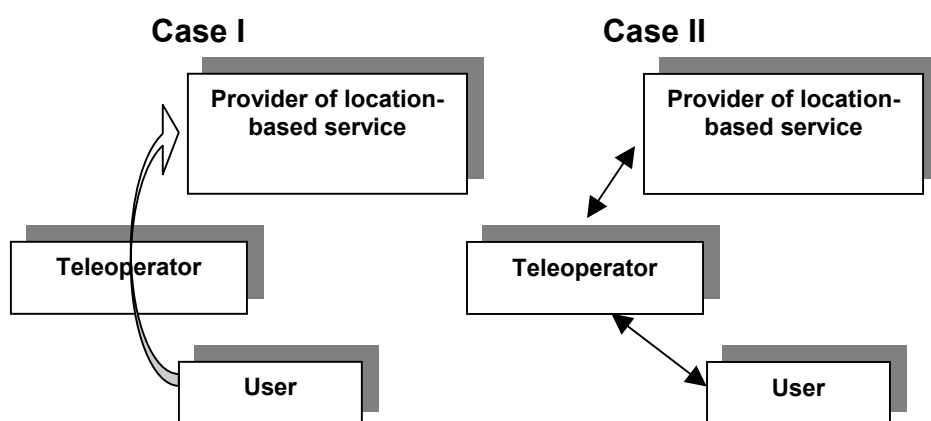 Case I
Provider of location-
based service
Teleoperator
User
Case II
Provider of location-
based service
Teleoperator
User